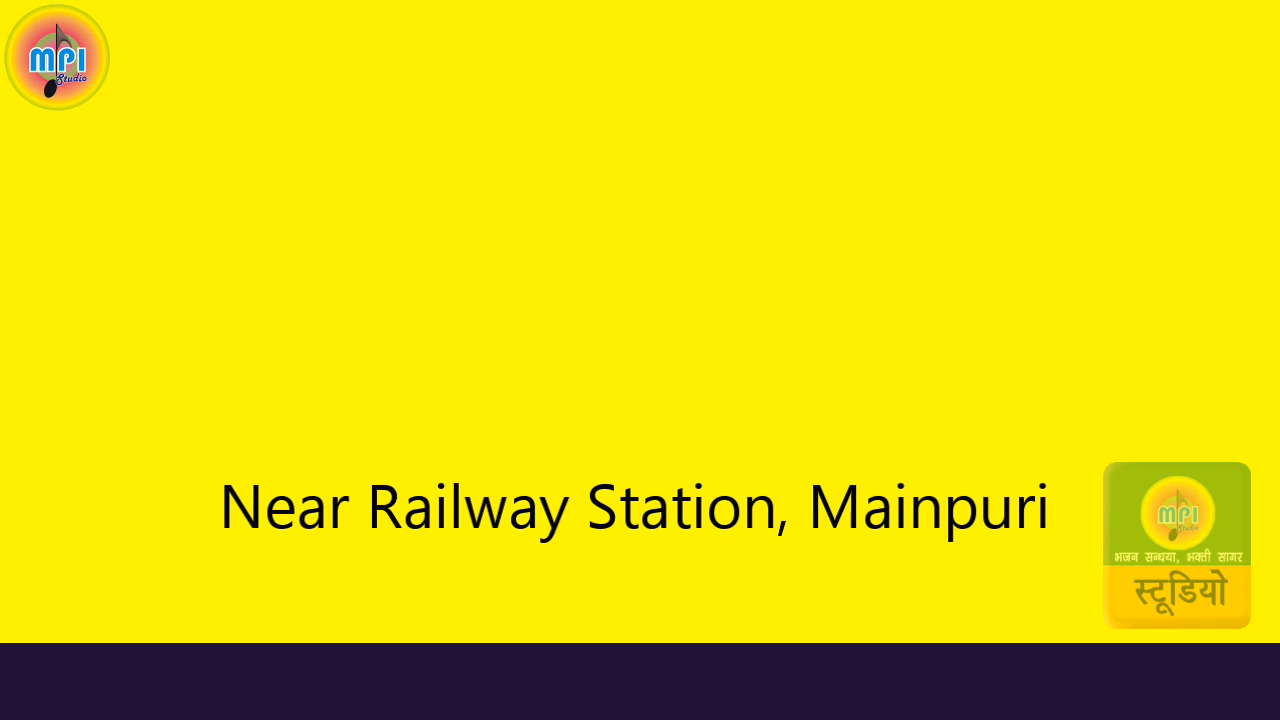 MPI
Studio
Near Railway Station, Mainpuri
MPI
Studio
भजन सन्धया, भक्ती सागर
स्टूडियो